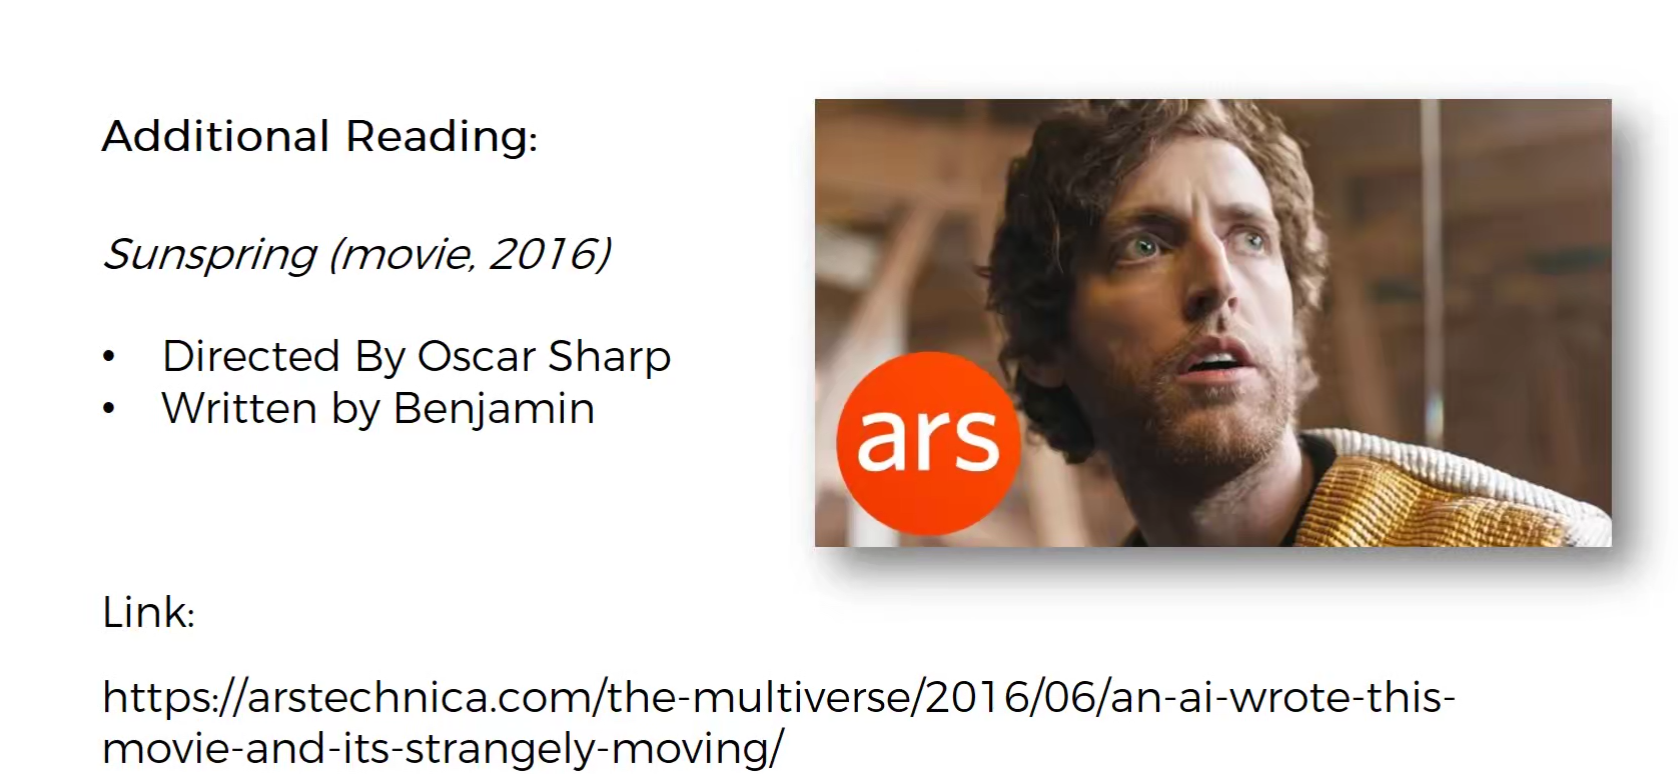 Additional Reading:
Sunspring (movie, 2016)
• Directed By Oscar Sharp
• Written by Benjamin
ars
Link:
https://arstechnica.com/the-multiverse/2016/06/an-ai-wrote-this-
movie-and-its-strangely-moving/